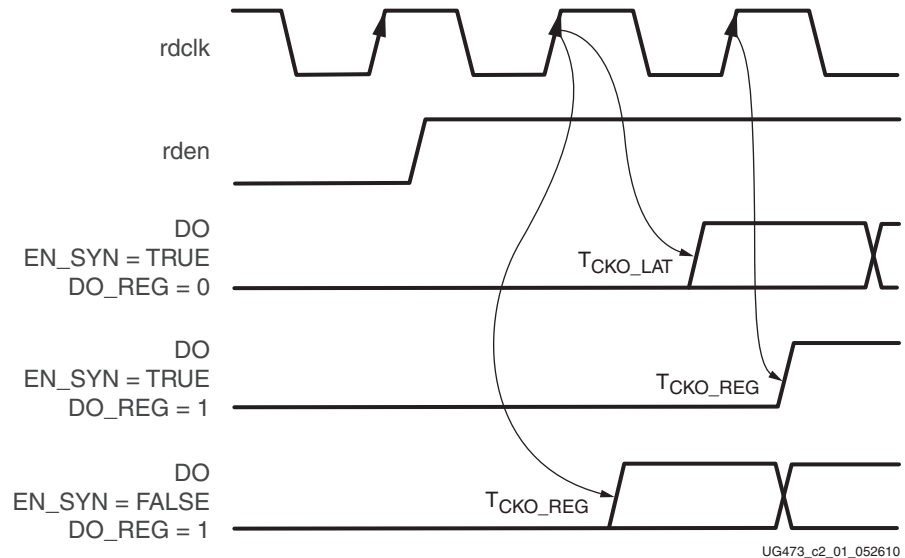 rdclk
rden
DO
EN_SYN = TRUE
DO_REG = 0
TCKO_LAT
DO
EN_SYN = TRUE
DO_REG = 1
TCKO_REG
DO
EN_SYN = FALSE
DO_REG = 1
TCKO_REG
UG473_c2_01_052610